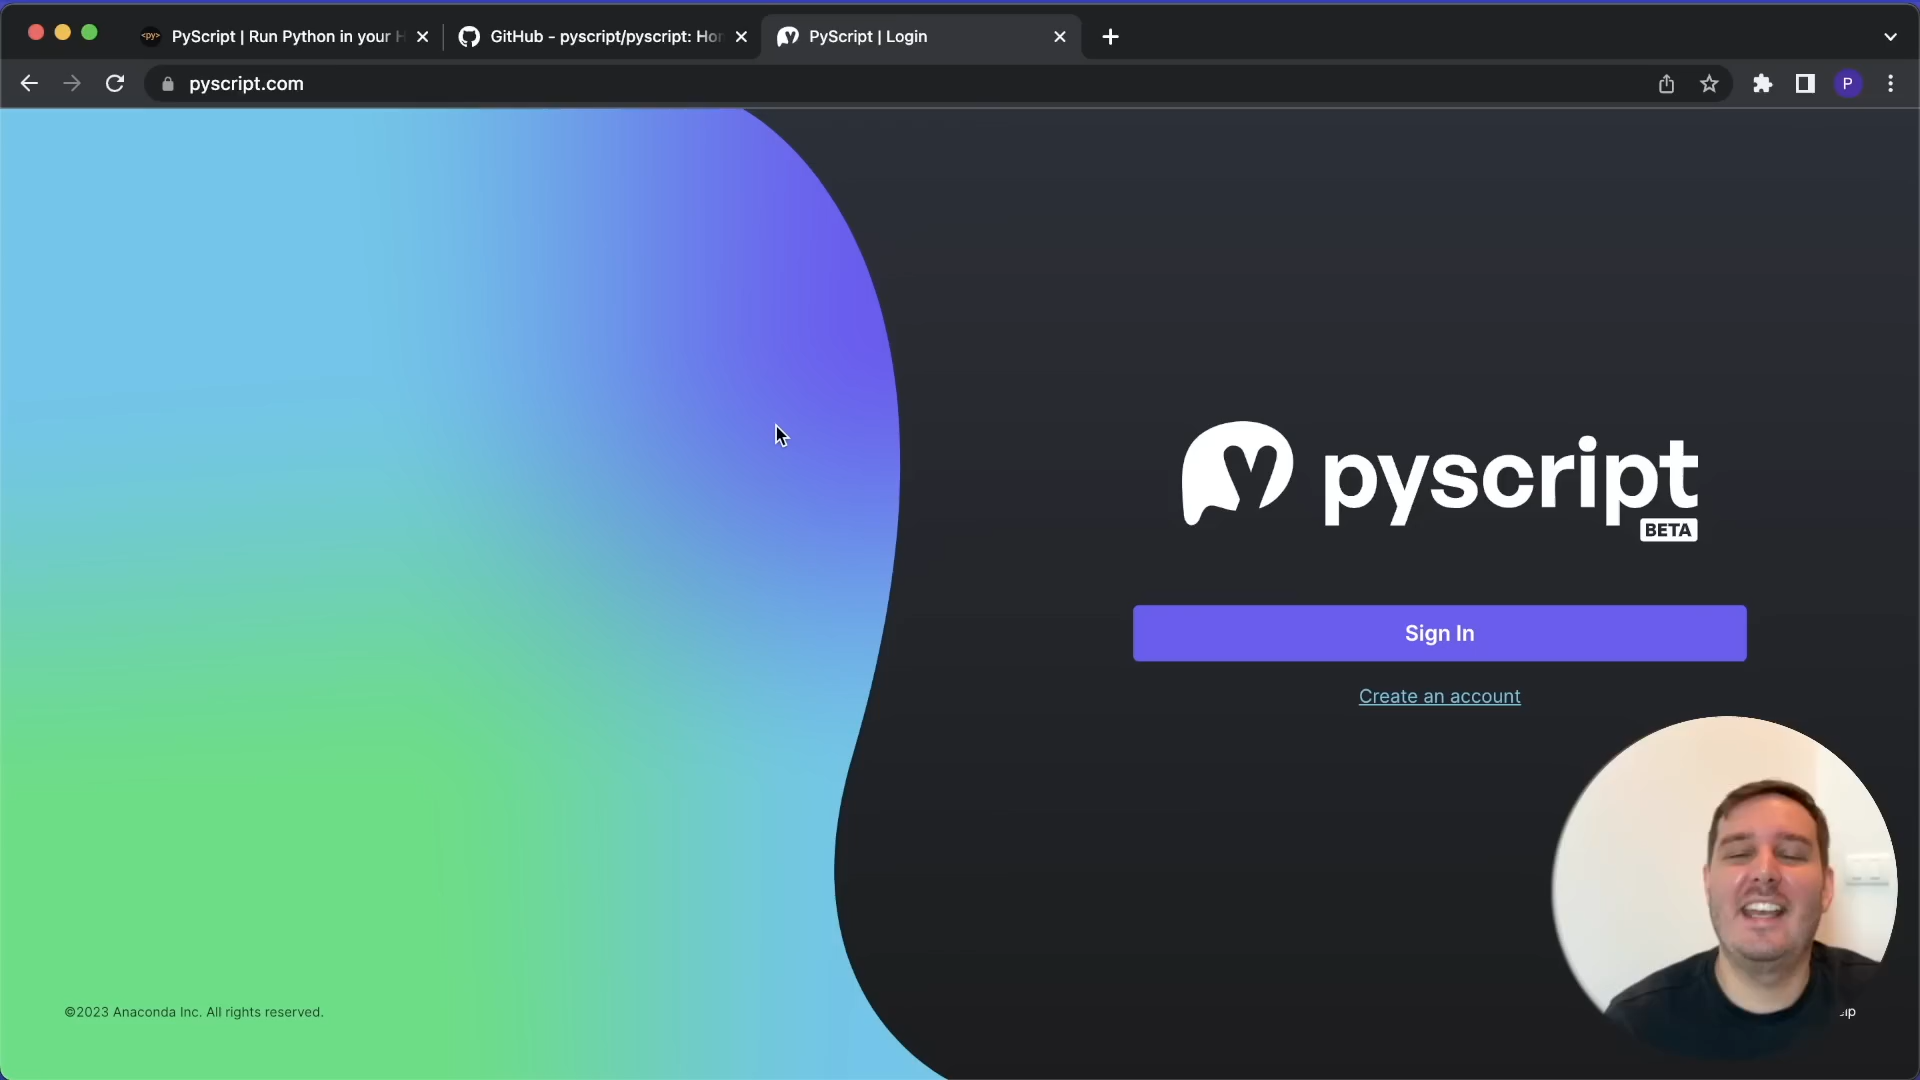 <py> PyScript | Run Python in your H
GitHub - pyscript/pyscript: Hor
PyScript | Login
pyscript.com
P
pyscript
BETA
Sign In
Create an account
©2023 Anaconda Inc. All rights reserved.